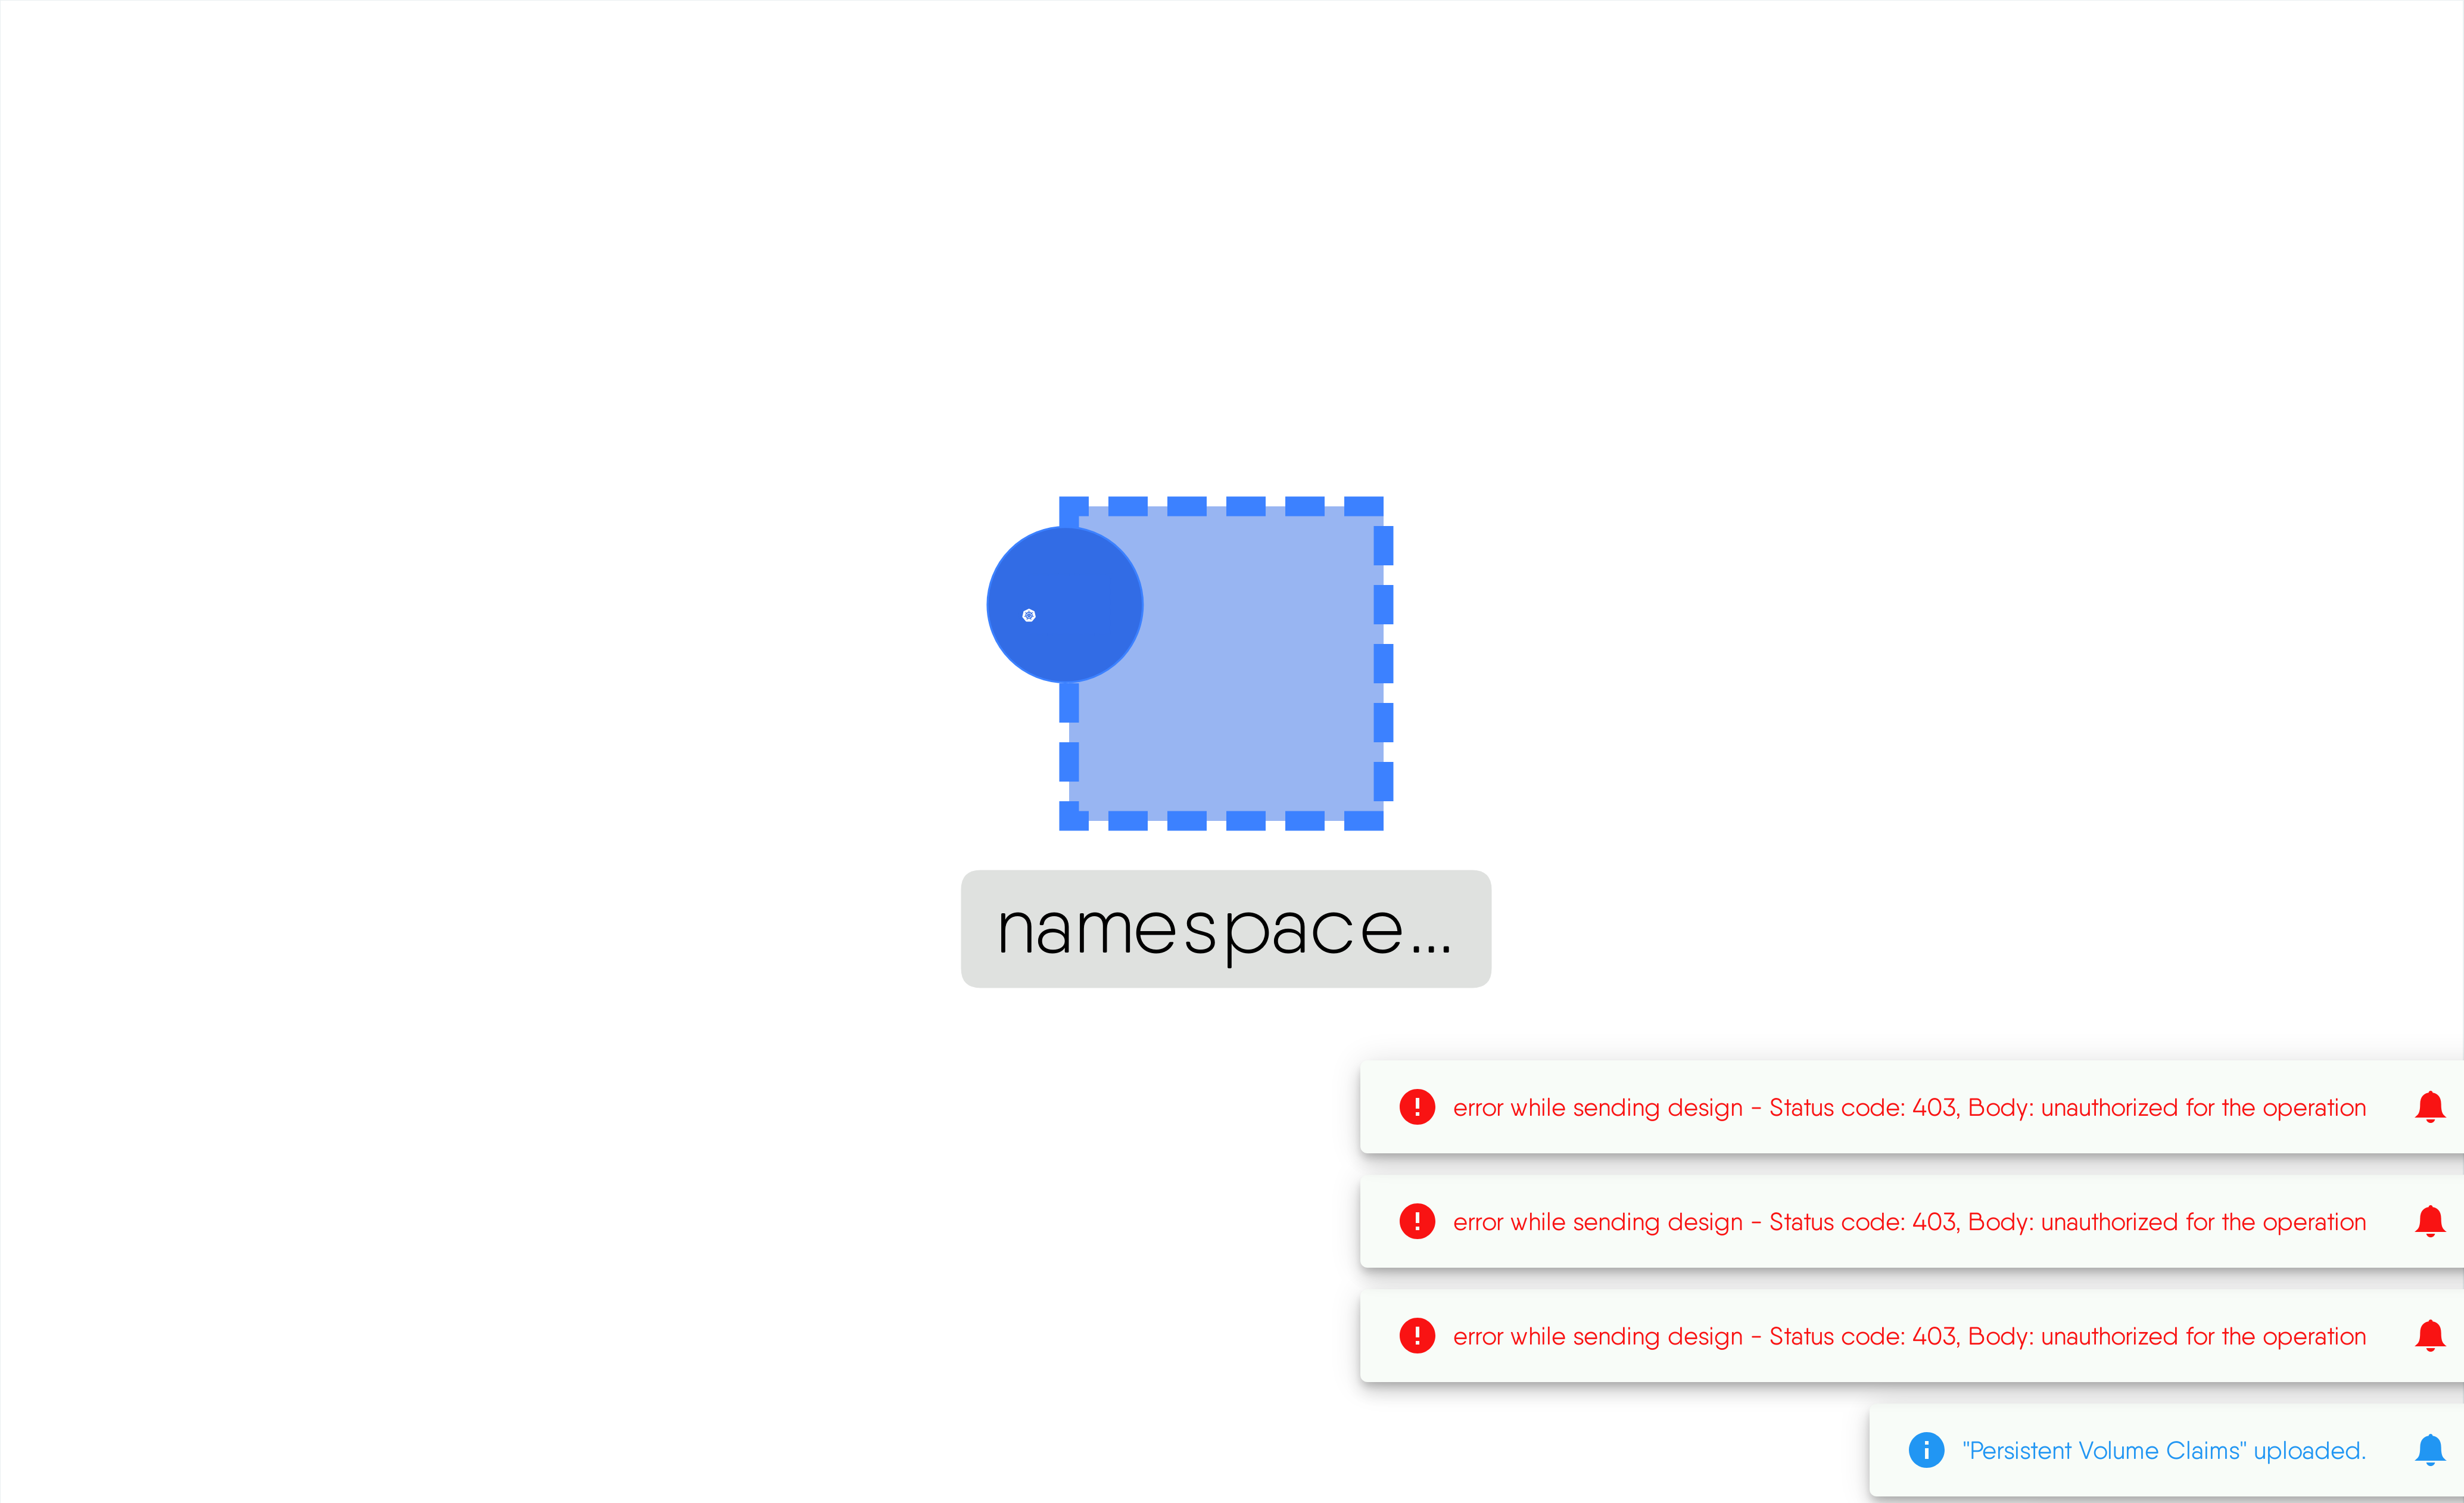 namespace...
error while sending design - Status code: 403, Body: unauthorized for the operation
error while sending design - Status code: 403, Body: unauthorized for the operation
error while sending design - Status code: 403, Body: unauthorized for the operation
"Persistent Volume Claims" uploaded.